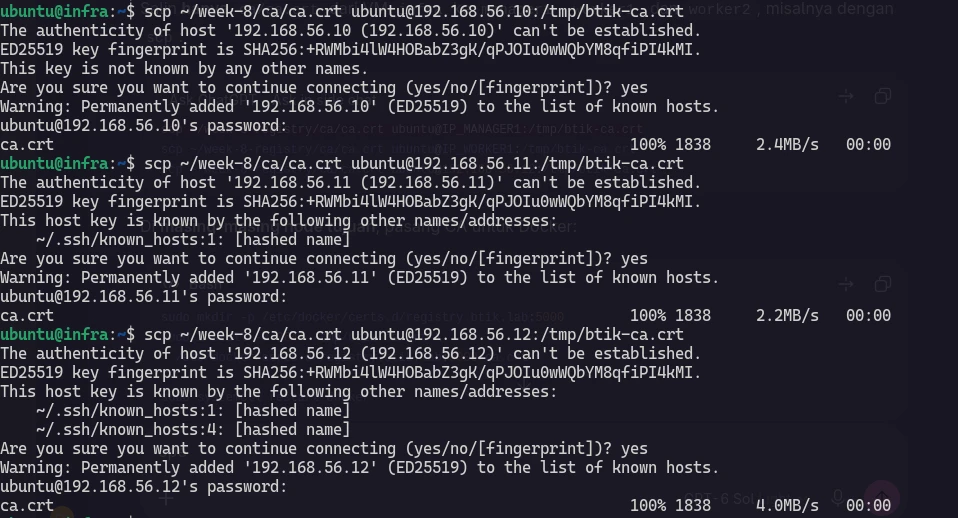 ubuntu@infra:~$ scp ~/week-8/ca/ca.crt ubuntu@192.168.56.10:/tmp/btik-ca.crt
The authenticity of host '192.168.56.10 (192.168.56.10)' can't be established.
ED25519 key fingerprint is SHA256:+RWMbi4lW4HOBabZ3gK/qPJOIu0wWQbYM8qfiPI4kMI.
This key is not known by any other names.
Are you sure you want to continue connecting (yes/no/[fingerprint])? yes
Warning: Permanently added '192.168.56.10' (ED25519) to the list of known hosts.
ubuntu@192.168.56.10's password:
ca.crt 100% 1838 2.4MB/s 00:00
ubuntu@infra:~$ scp ~/week-8/ca/ca.crt ubuntu@192.168.56.11:/tmp/btik-ca.crt
The authenticity of host '192.168.56.11 (192.168.56.11)' can't be established.
ED25519 key fingerprint is SHA256:+RWMbi4lW4HOBabZ3gK/qPJOIu0wWQbYM8qfiPI4kMI.
This host key is known by the following other names/addresses:
    ~/.ssh/known_hosts:1: [hashed name]
Are you sure you want to continue connecting (yes/no/[fingerprint])? yes
Warning: Permanently added '192.168.56.11' (ED25519) to the list of known hosts.
ubuntu@192.168.56.11's password:
ca.crt 100% 1838 2.2MB/s 00:00
ubuntu@infra:~$ scp ~/week-8/ca/ca.crt ubuntu@192.168.56.12:/tmp/btik-ca.crt
The authenticity of host '192.168.56.12 (192.168.56.12)' can't be established.
ED25519 key fingerprint is SHA256:+RWMbi4lW4HOBabZ3gK/qPJOIu0wWQbYM8qfiPI4kMI.
This host key is known by the following other names/addresses:
    ~/.ssh/known_hosts:1: [hashed name]
    ~/.ssh/known_hosts:4: [hashed name]
Are you sure you want to continue connecting (yes/no/[fingerprint])? yes
Warning: Permanently added '192.168.56.12' (ED25519) to the list of known hosts.
ubuntu@192.168.56.12's password:
ca.crt 100% 1838 4.0MB/s 00:00